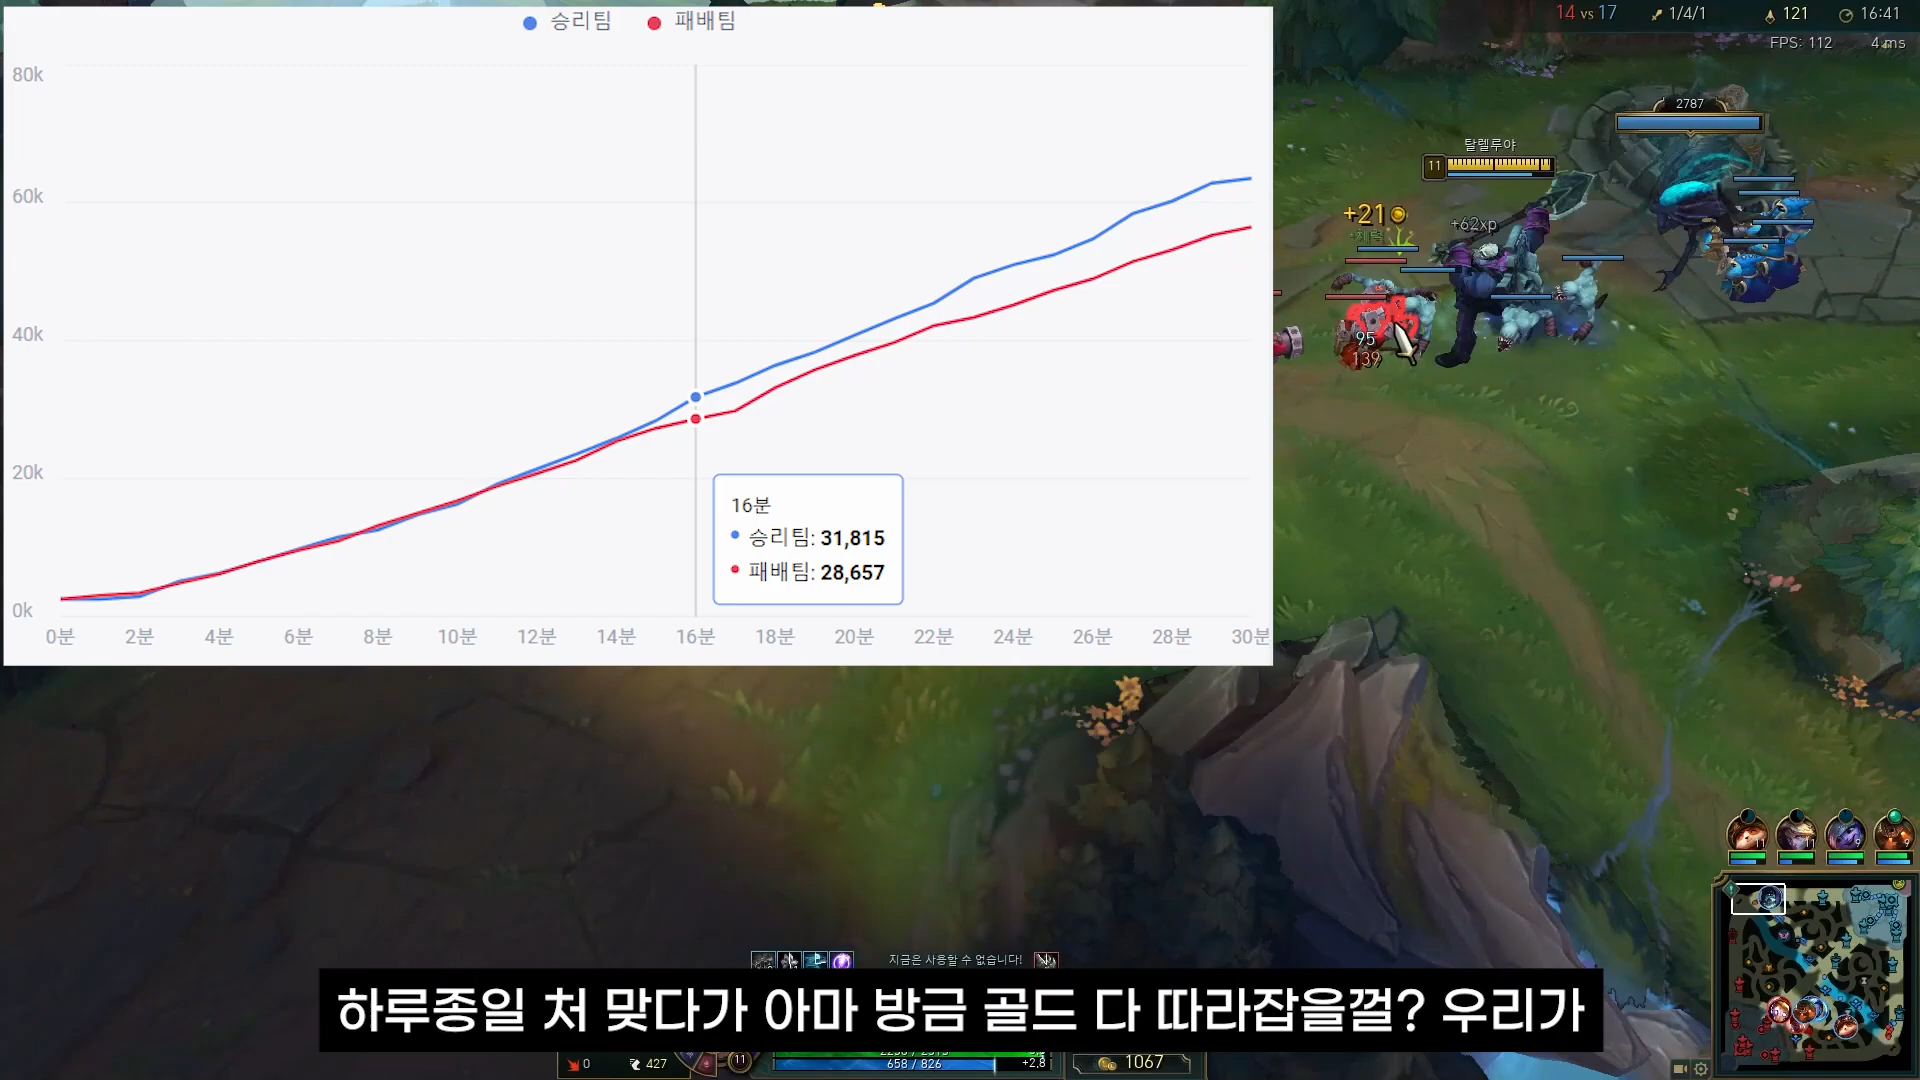 승리팀 패배팀
80k
60k
40k
20k
0k
0분 2분 4분 6분 8분 10분 12분 14분 16분 18분 20분 22분 24분 26분 28분 30분
16분
승리팀: 31,815
패배팀: 28,657
14 vs 17 1/4/1 121 16:41
FPS: 112 4 ms
2787
탈렐루야
11
+21
+62xp
95
139
11 11 9 9
지금은 사용할 수 없습니다!
하루종일 처 맞다가 아마 방금 골드 다 따라잡을껄? 우리가
0 427
11
658 / 826 +2.8
1067